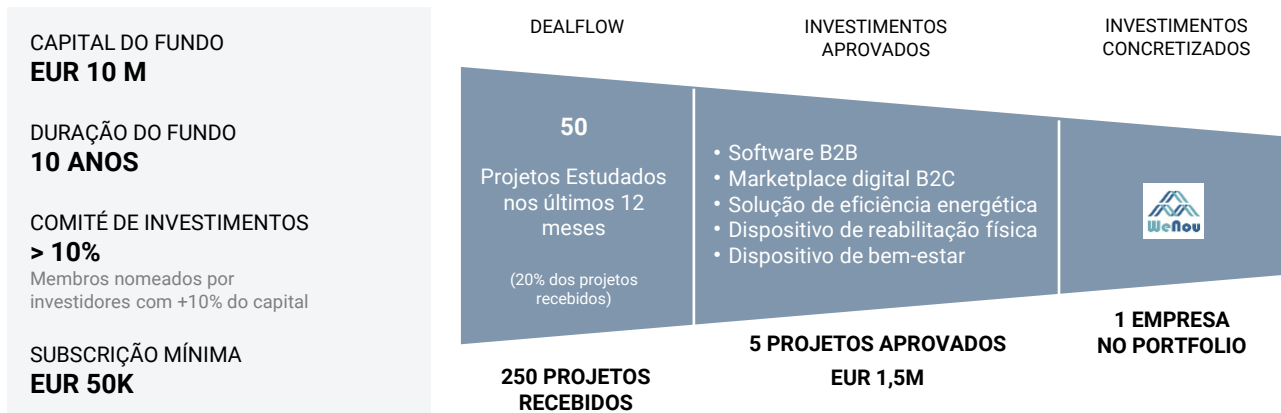 CAPITAL DO FUNDO
EUR 10 M
DURAÇÃO DO FUNDO
10 ANOS
COMITÉ DE INVESTIMENTOS
> 10%
Membros nomeados por
investidores com +10% do capital
SUBSCRIÇÃO MÍNIMA
EUR 50K
DEALFLOW
50
Projetos Estudados
nos últimos 12
meses
(20% dos projetos
recebidos)
250 PROJETOS
RECEBIDOS
INVESTIMENTOS
APROVADOS
• Software B2B
• Marketplace digital B2C
• Solução de eficiência energética
• Dispositivo de reabilitação física
• Dispositivo de bem-estar
5 PROJETOS APROVADOS
EUR 1,5M
INVESTIMENTOS
CONCRETIZADOS
WeNou
1 EMPRESA
NO PORTFOLIO